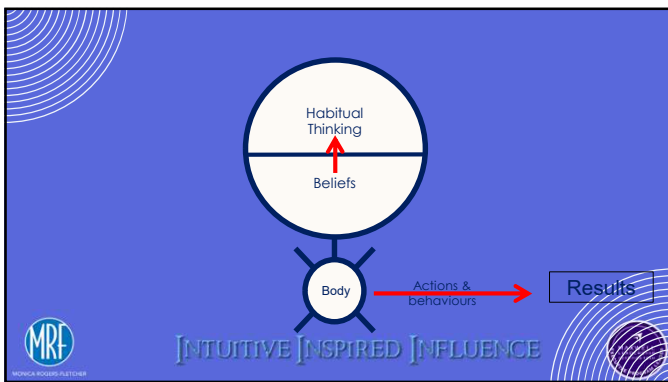 Habitual
Thinking
Beliefs
Body
Actions &
behaviours
Results
MRF
MONICA ROGERS-FLETCHER
INTUITIVE INSPIRED INFLUENCE